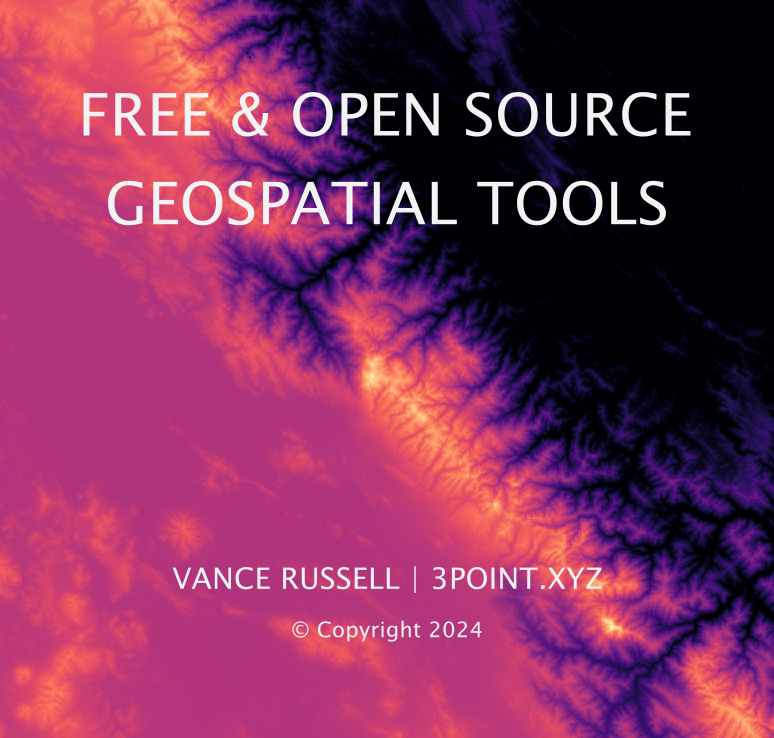 FREE & OPEN SOURCE
GEOSPATIAL TOOLS
VANCE RUSSELL | 3POINT.XYZ
© Copyright 2024